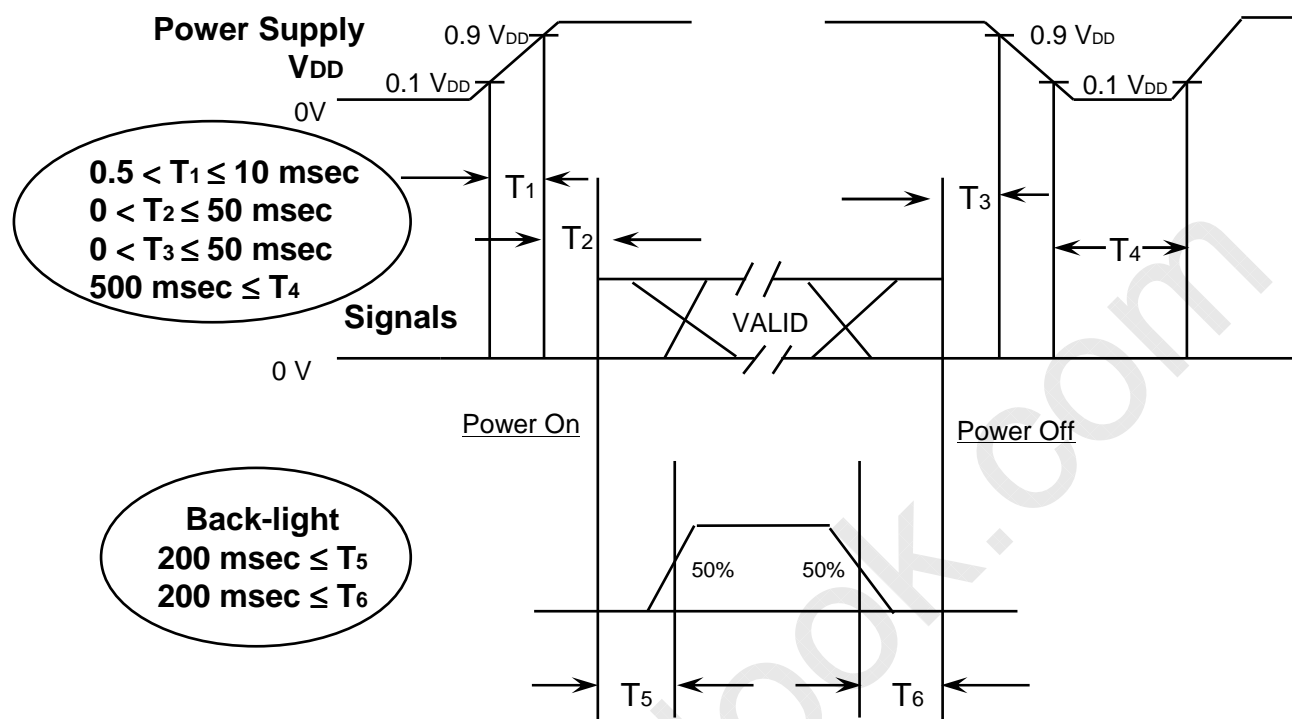 Power Supply
VDD
0.9 VDD
0.1 VDD
0V
0.9 VDD
0.1 VDD
0.5 < T1 ≤ 10 msec
0 < T2 ≤ 50 msec
0 < T3 ≤ 50 msec
500 msec ≤ T4
T1
T2
T3
T4
Signals
VALID
0 V
Power On
Power Off
Back-light
200 msec ≤ T5
200 msec ≤ T6
50%
50%
T5
T6
ook.com